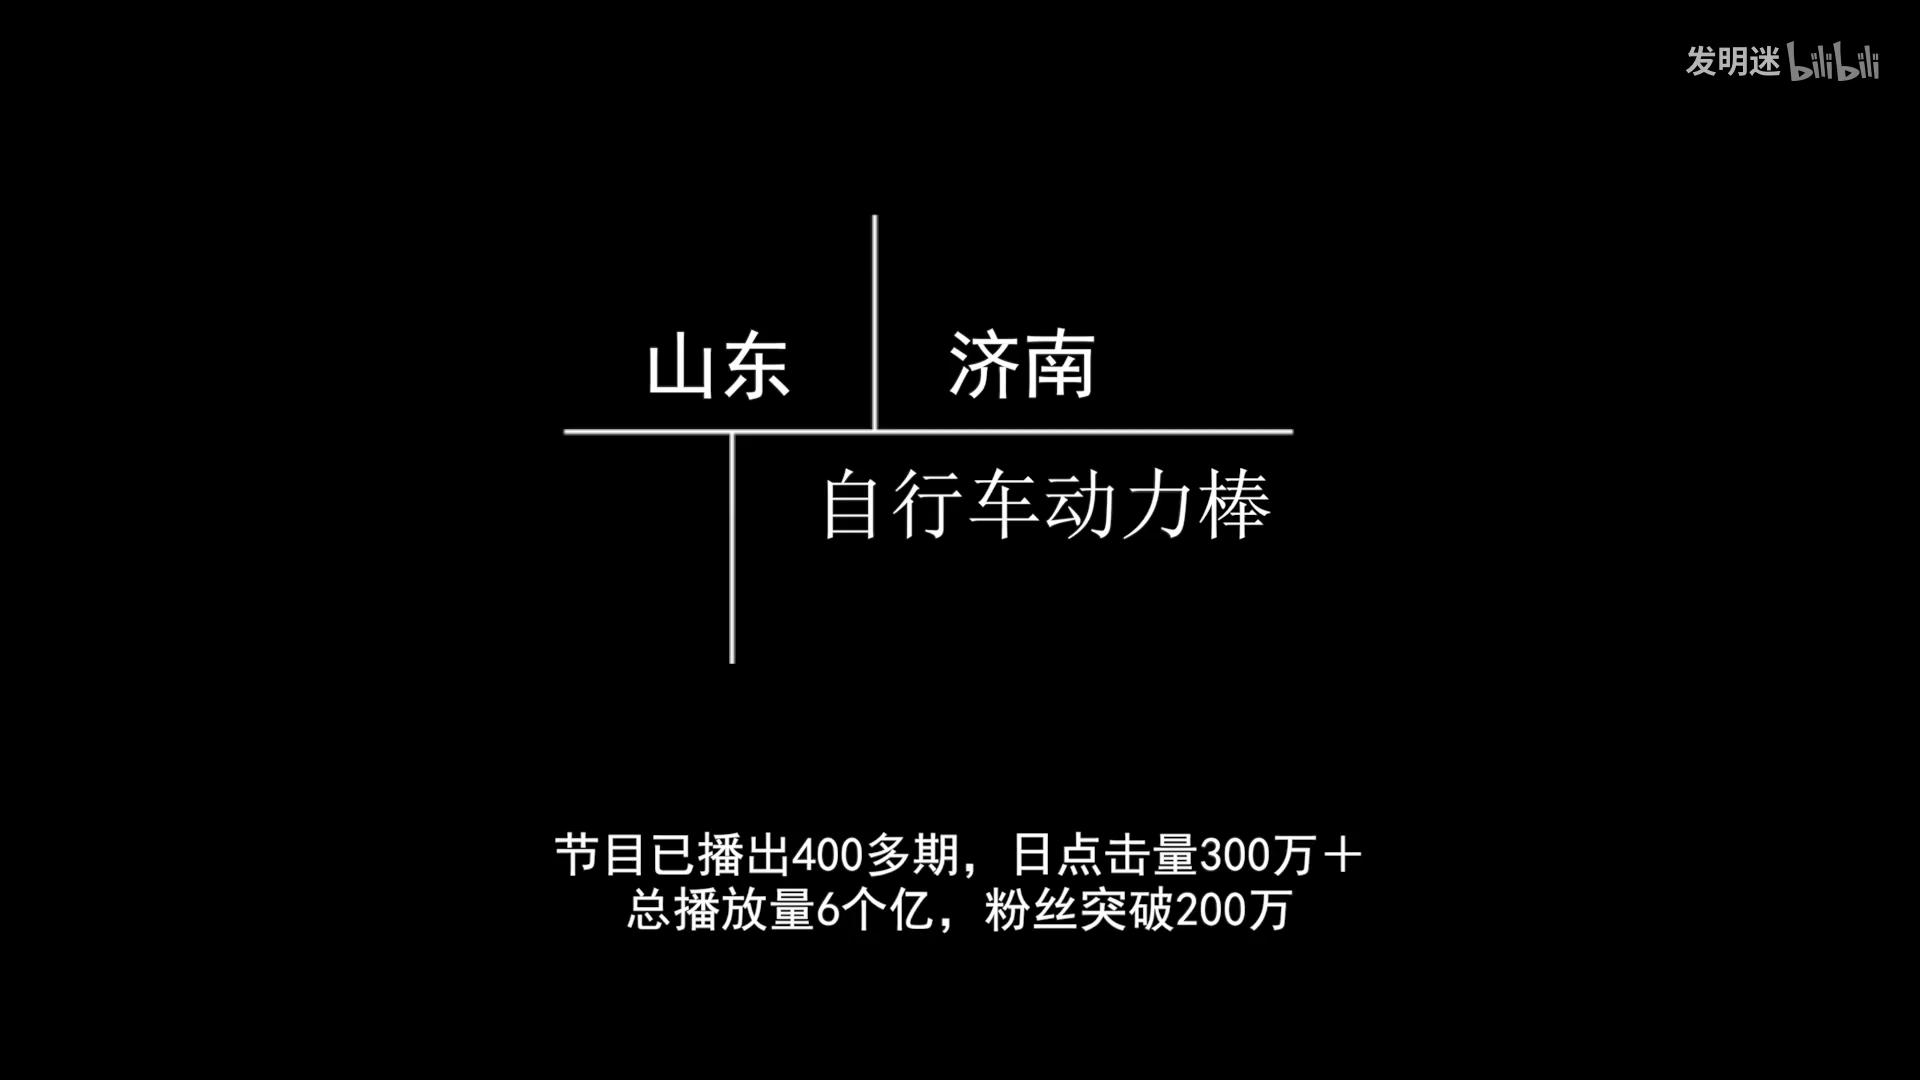 发明迷 bilibili
山东 济南
自行车动力棒
节目已播出400多期，日点击量300万＋
总播放量6个亿，粉丝突破200万